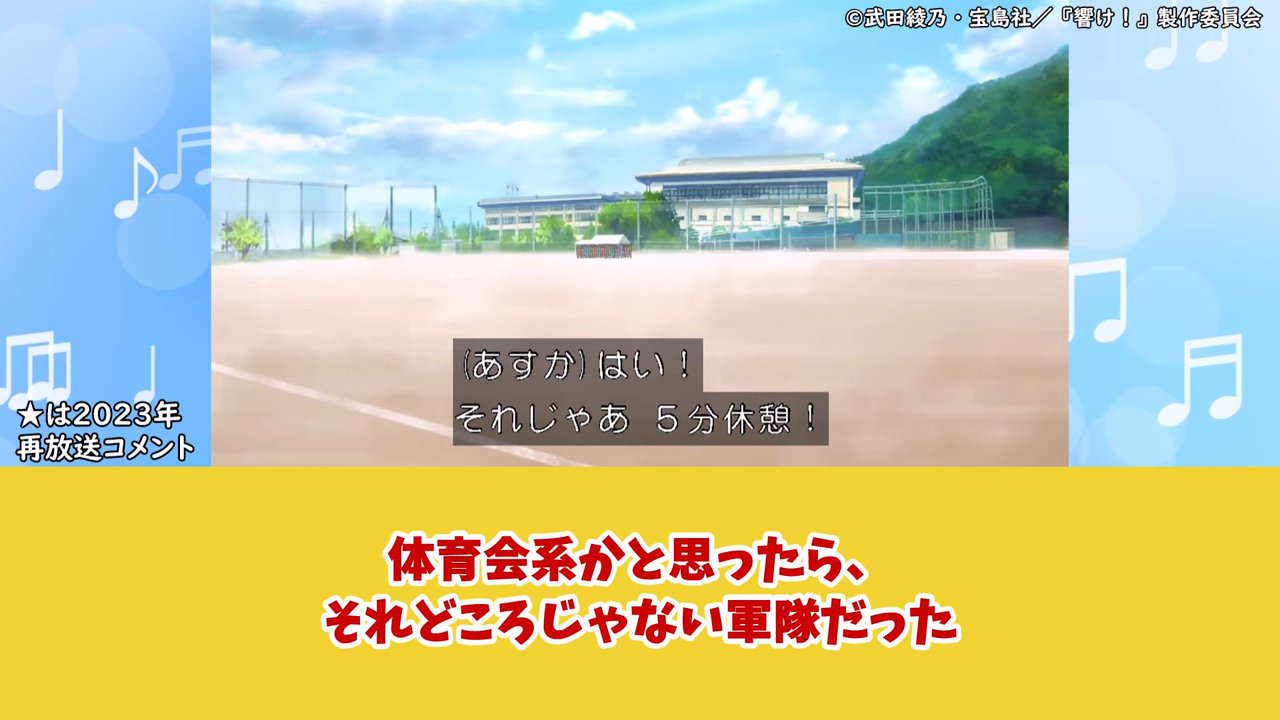 ©武田綾乃・宝島社／『響け！』製作委員会
(あすか)はい！
それじゃあ ５分休憩！
★は2023年
再放送コメント
体育会系かと思ったら、
それどころじゃない軍隊だった